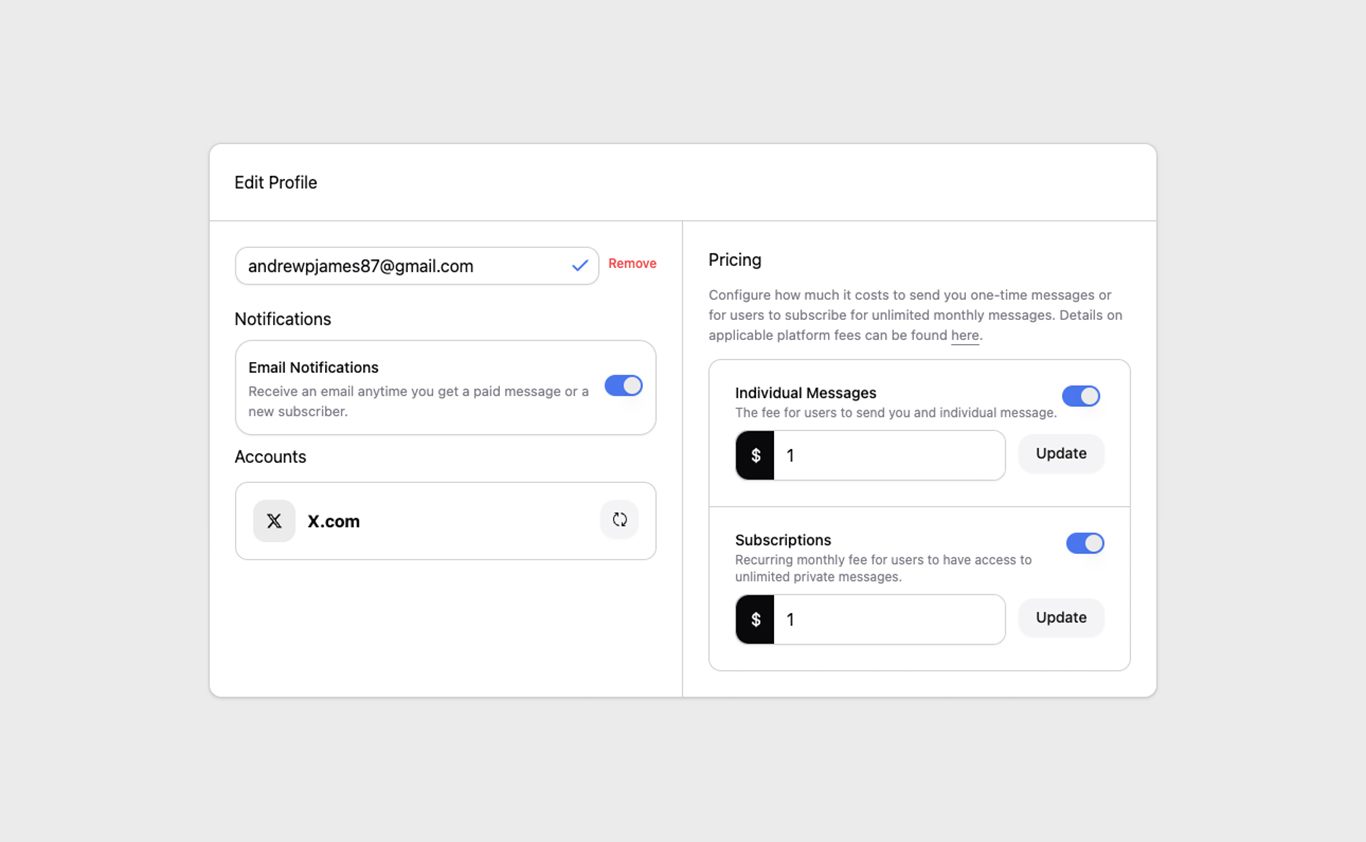 Edit Profile
andrewpjames87@gmail.com
Remove
Notifications
Email Notifications
Receive an email anytime you get a paid message or a
new subscriber.
Accounts
X.com
Pricing
Configure how much it costs to send you one-time messages or
for users to subscribe for unlimited monthly messages. Details on
applicable platform fees can be found here.
Individual Messages
The fee for users to send you and individual message.
$ 1
Update
Subscriptions
Recurring monthly fee for users to have access to
unlimited private messages.
$ 1
Update